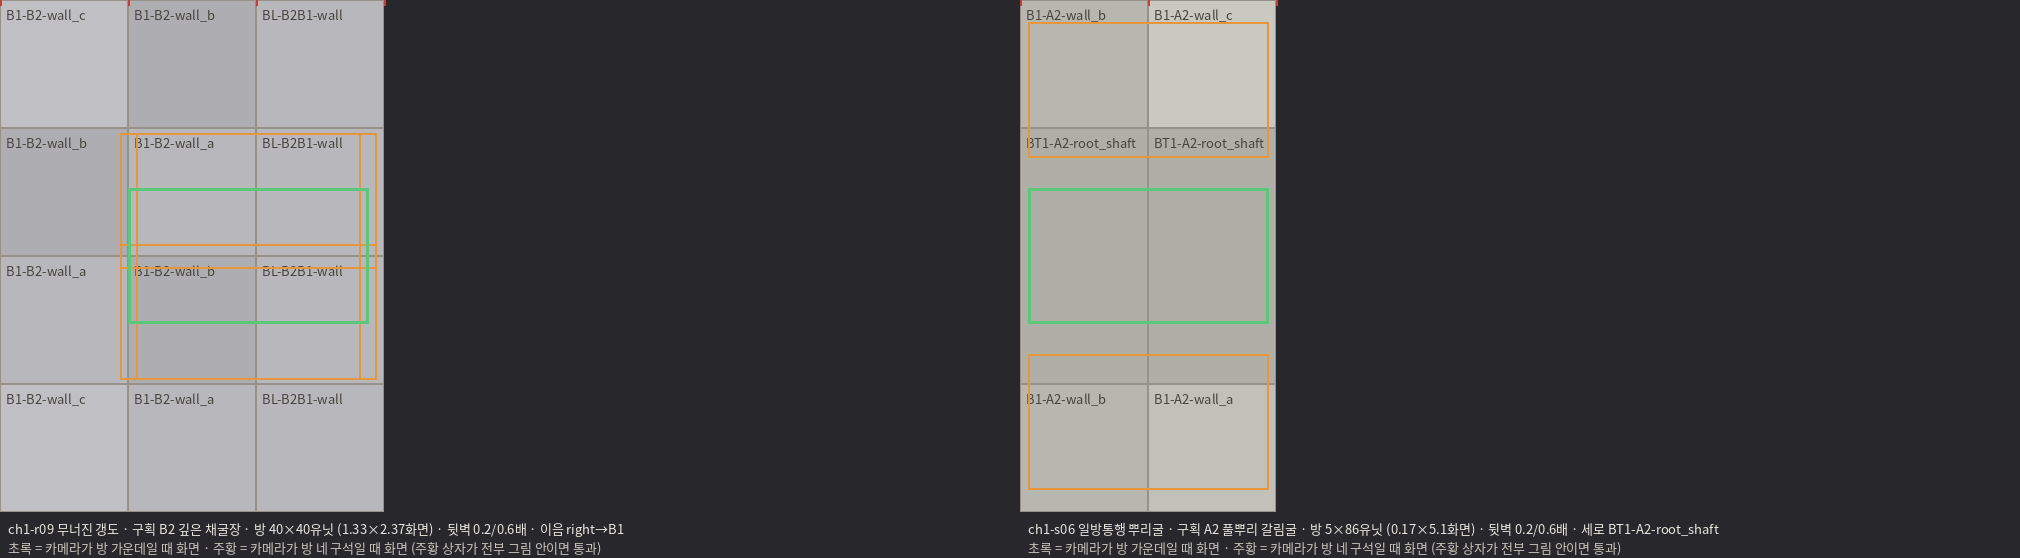 B1-B2-wall_c B1-B2-wall_b BL-B2B1-wall
B1-B2-wall_b B1-B2-wall_a BL-B2B1-wall
B1-B2-wall_a B1-B2-wall_b BL-B2B1-wall
B1-B2-wall_c B1-B2-wall_a BL-B2B1-wall
ch1-r09 무너진 갱도 · 구획 B2 깊은 채굴장 · 방 40×40유닛 (1.33×2.37화면) · 뒷벽 0.2/0.6배 · 이음 right→B1
초록 = 카메라가 방 가운데일 때 화면 · 주황 = 카메라가 방 네 구석일 때 화면 (주황 상자가 전부 그림 안이면 통과)
B1-A2-wall_b B1-A2-wall_c
BT1-A2-root_shaft BT1-A2-root_shaft
B1-A2-wall_b B1-A2-wall_a
ch1-s06 일방통행 뿌리굴 · 구획 A2 풀뿌리 갈림굴 · 방 5×86유닛 (0.17×5.1화면) · 뒷벽 0.2/0.6배 · 세로 BT1-A2-root_shaft
초록 = 카메라가 방 가운데일 때 화면 · 주황 = 카메라가 방 네 구석일 때 화면 (주황 상자가 전부 그림 안이면 통과)